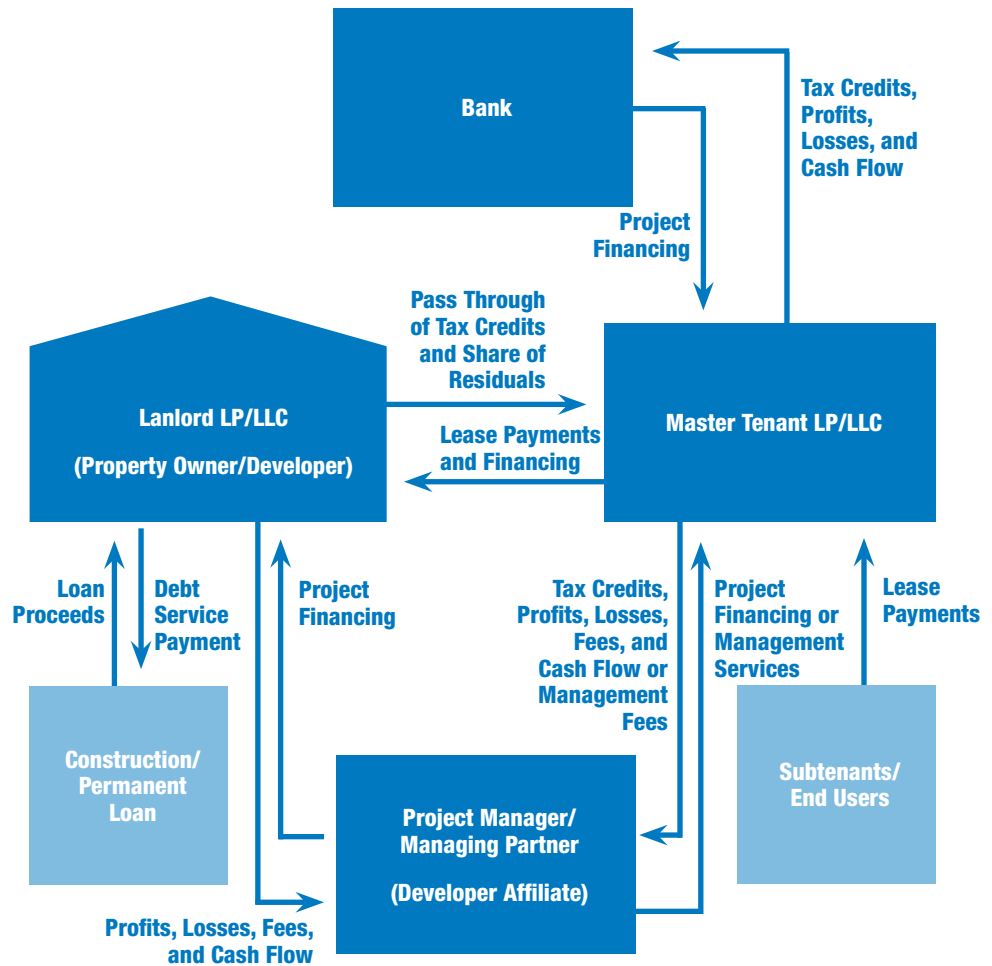 Bank
Tax Credits,
Profits,
Losses, and
Cash Flow
Project
Financing
Pass Through
of Tax Credits
and Share of
Residuals
Lanlord LP/LLC
(Property Owner/Developer)
Master Tenant LP/LLC
Lease Payments
and Financing
Loan
Proceeds
Debt
Service
Payment
Project
Financing
Tax Credits,
Profits, Losses,
Fees, and
Cash Flow or
Management
Fees
Project
Financing or
Management
Services
Lease
Payments
Construction/
Permanent
Loan
Project Manager/
Managing Partner
(Developer Affiliate)
Subtenants/
End Users
Profits, Losses, Fees,
and Cash Flow